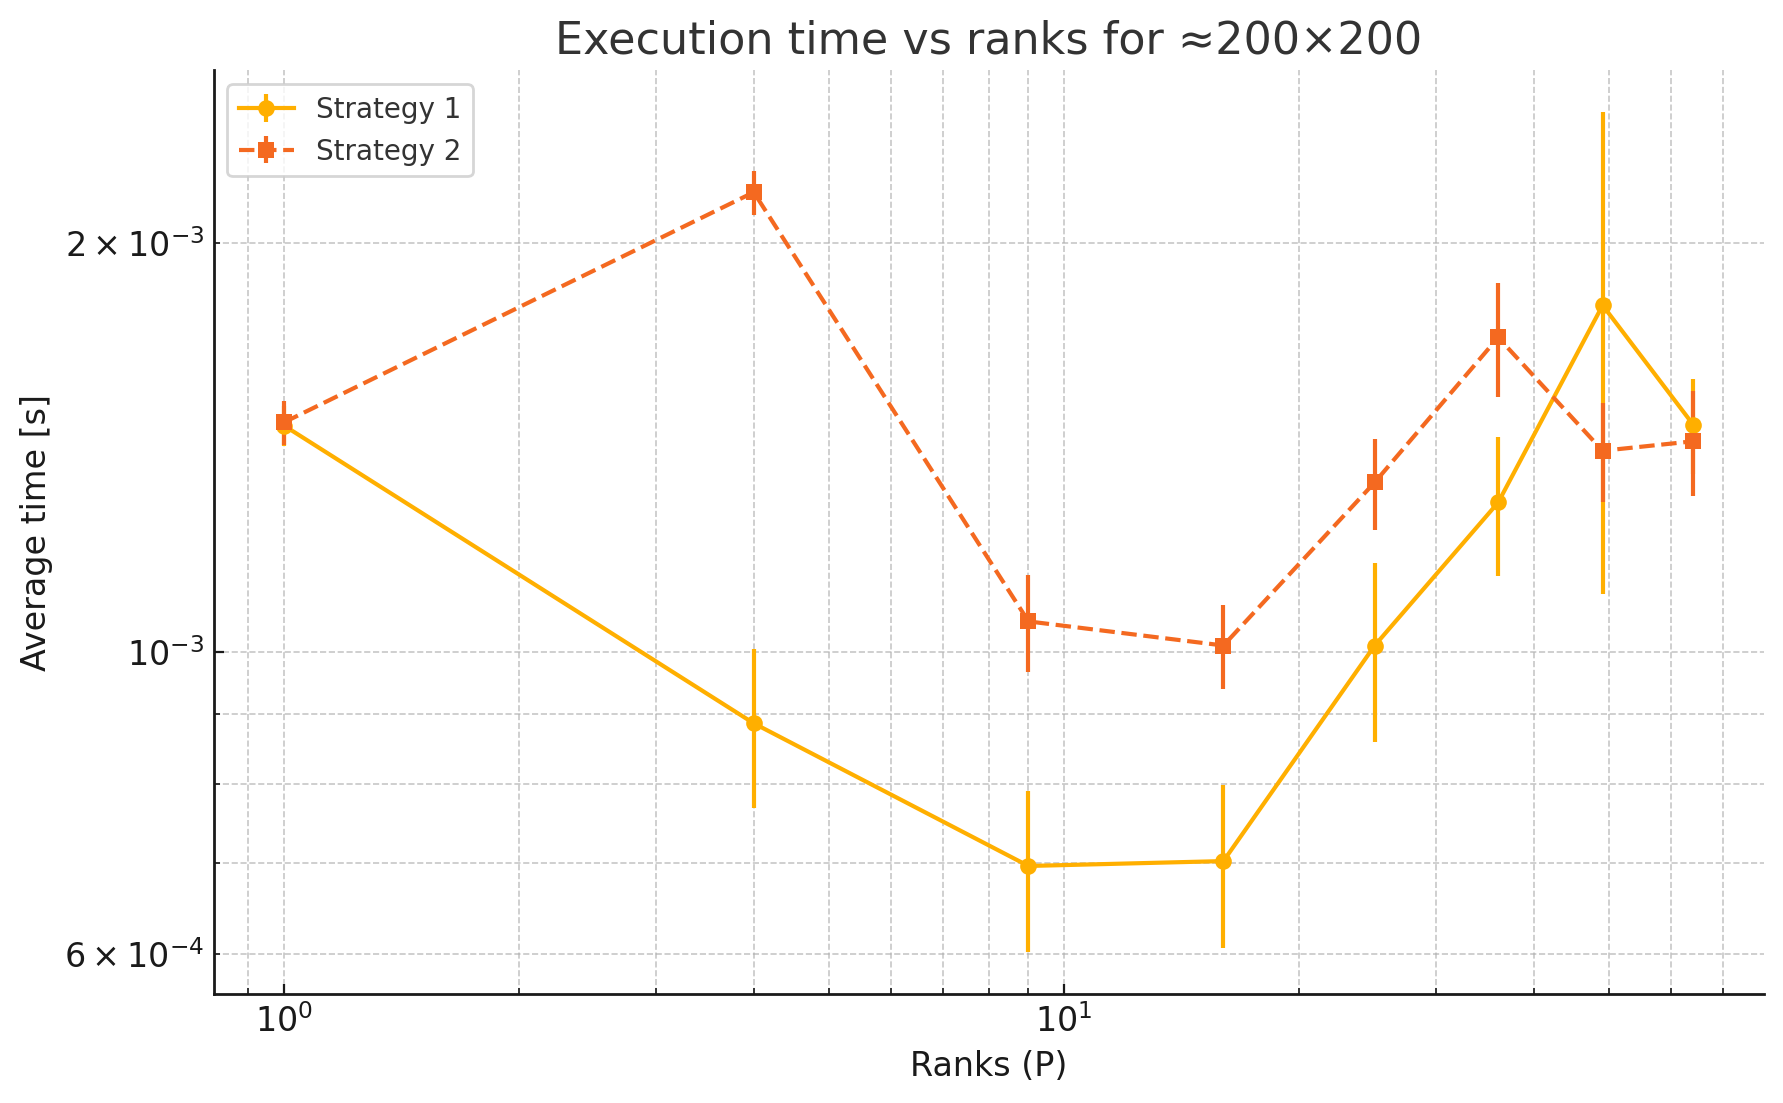 Execution time vs ranks for ≈200×200
Strategy 1
Strategy 2
2 × 10⁻³
10⁻³
6 × 10⁻⁴
Average time [s]
10⁰
10¹
Ranks (P)